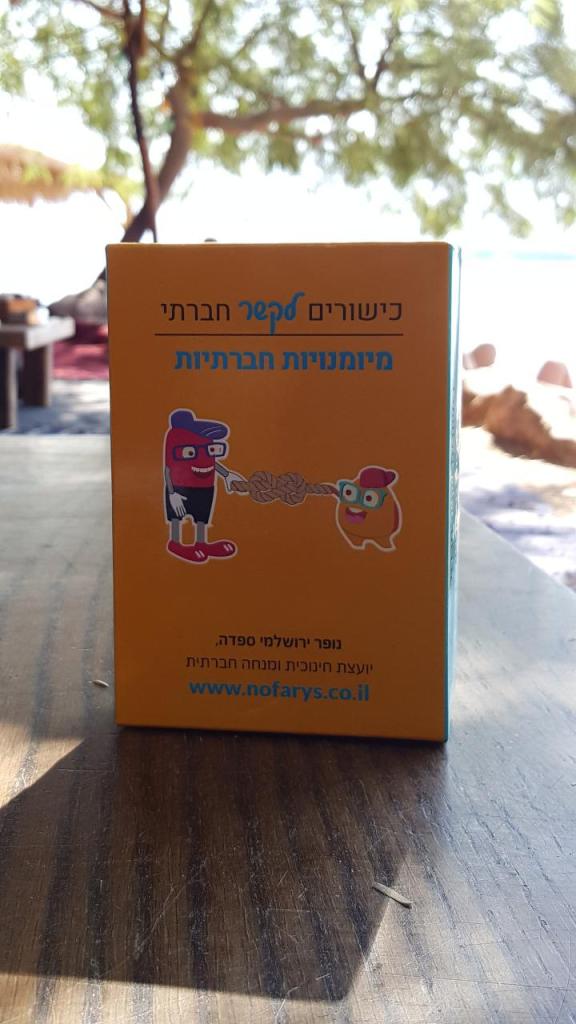 כישורים לקשר חברתי
מיומנויות חברתיות
נופר ירושלמי ספדה,
יועצת חינוכית ומנחה חברתית
www.nofarys.co.il